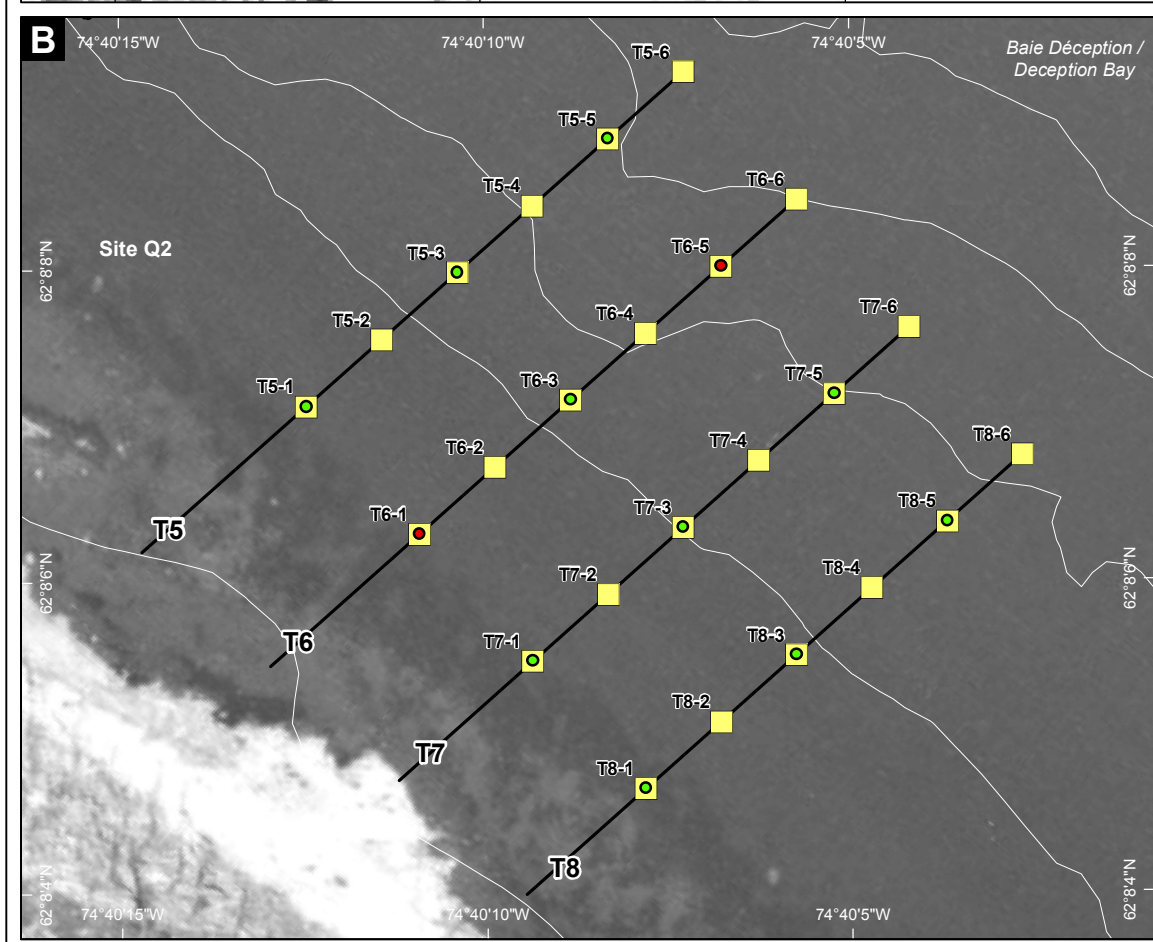 B
74°40'15"W
74°40'10"W
74°40'5"W
Baie Déception /
Deception Bay
T5-6
T5-5
T5-4
T6-6
Site Q2
T5-3
T6-5
62°8'8"N
62°8'8"N
T5-2
T6-4
T7-6
T5-1
T6-3
T7-5
T6-2
T7-4
T8-6
T6-1
T7-3
T8-5
T5
T7-2
T8-4
62°8'6"N
62°8'6"N
T6
T7-1
T8-3
T8-2
T7
T8-1
T8
62°8'4"N
62°8'4"N
74°40'15"W
74°40'10"W
74°40'5"W